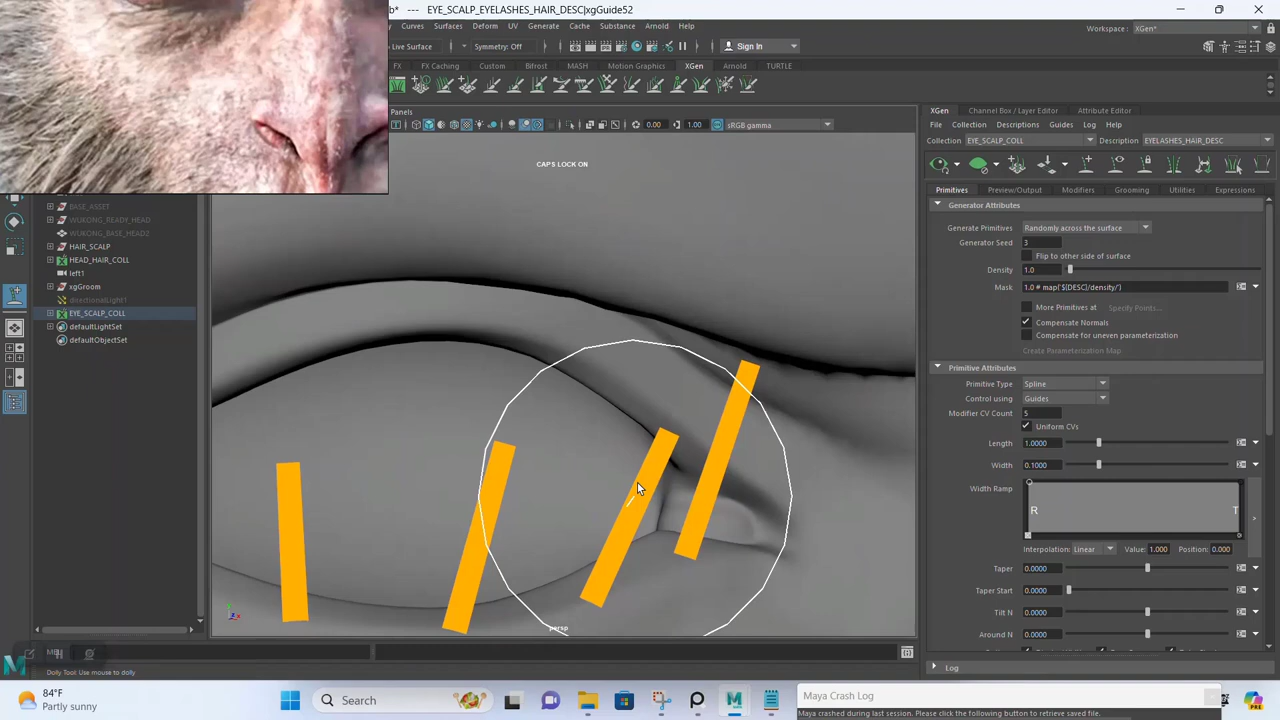 b* --- EYE_SCALP_EYELASHES_HAIR_DESC|xgGuide52
Curves Surfaces Deform UV Generate Cache Substance Arnold Help
Workspace: XGen*
Live Surface Symmetry: Off Sign In
FX FX Caching Custom Bifrost MASH Motion Graphics XGen Arnold TURTLE
Panels
XGen Channel Box / Layer Editor Attribute Editor
0.00 1.00 sRGB gamma
File Collection Descriptions Guides Log Help
Collection EYE_SCALP_COLL Description EYELASHES_HAIR_DESC
CAPS LOCK ON
Primitives Preview/Output Modifiers Grooming Utilities Expressions
Generator Attributes
Generate Primitives Randomly across the surface
Generator Seed 3
Flip to other side of surface
Density 1.0
Mask 1.0 # map('${DESC}/density/')
More Primitives at Specify Points...
Compensate Normals
Compensate for uneven parameterization
Create Parameterization Map
Primitive Attributes
Primitive Type Spline
Control using Guides
Modifier CV Count 5
Uniform CVs
Length 1.0000
Width 0.1000
Width Ramp
R T
Interpolation: Linear Value: 1.000 Position: 0.000
Taper 0.0000
Taper Start 0.0000
Tilt N 0.0000
Around N 0.0000
Log
BASE_ASSET
WUKONG_READY_HEAD
WUKONG_BASE_HEAD2
HAIR_SCALP
HEAD_HAIR_COLL
left1
xgGroom
directionalLight1
EYE_SCALP_COLL
defaultLightSet
defaultObjectSet
persp
Dolly Tool: Use mouse to dolly
84°F
Partly sunny
Search
Maya Crash Log
Maya crashed during last session. Please click the following button to retrieve saved file.